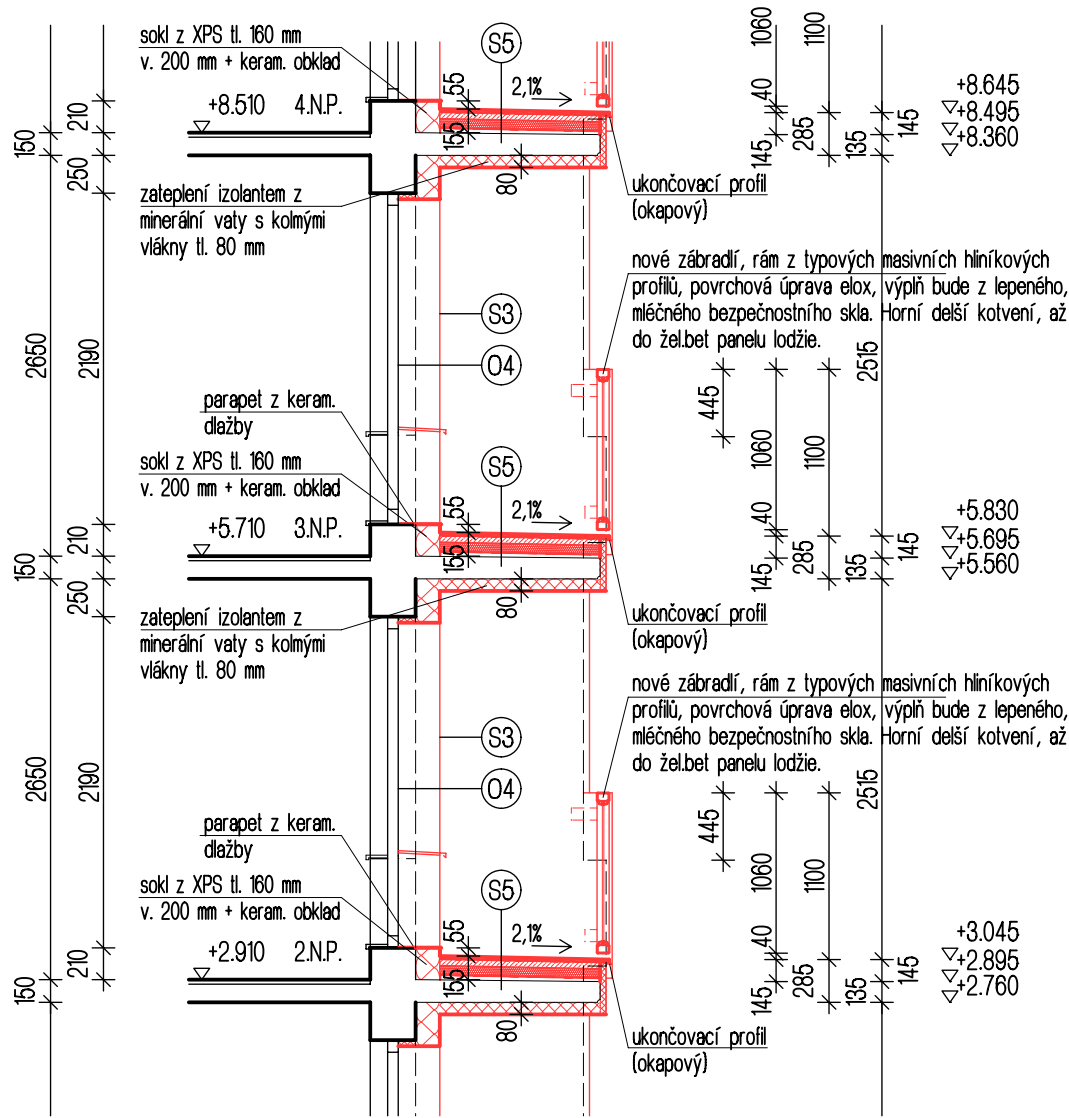 sokl z XPS tl. 160 mm
v. 200 mm + keram. obklad
+8.510 4.N.P.
S5
2,1%
55
155
80
210
150
250
1060
1100
40
145
285
135
145
+8.645
+8.495
+8.360
ukončovací profil
(okapový)
zateplení izolantem z
minerální vaty s kolmými
vlákny tl. 80 mm
nové zábradlí, rám z typových masivních hliníkových
profilů, povrchová úprava elox, výplň bude z lepeného,
mléčného bezpečnostního skla. Horní delší kotvení, až
do žel.bet panelu lodžie.
S3
O4
2650
2190
2515
445
1060
1100
parapet z keram.
dlažby
sokl z XPS tl. 160 mm
v. 200 mm + keram. obklad
+5.710 3.N.P.
S5
2,1%
55
155
80
210
150
250
40
145
285
135
145
+5.830
+5.695
+5.560
ukončovací profil
(okapový)
zateplení izolantem z
minerální vaty s kolmými
vlákny tl. 80 mm
nové zábradlí, rám z typových masivních hliníkových
profilů, povrchová úprava elox, výplň bude z lepeného,
mléčného bezpečnostního skla. Horní delší kotvení, až
do žel.bet panelu lodžie.
S3
O4
2650
2190
2515
445
1060
1100
parapet z keram.
dlažby
sokl z XPS tl. 160 mm
v. 200 mm + keram. obklad
+2.910 2.N.P.
S5
2,1%
55
155
80
210
150
40
145
285
135
145
+3.045
+2.895
+2.760
ukončovací profil
(okapový)